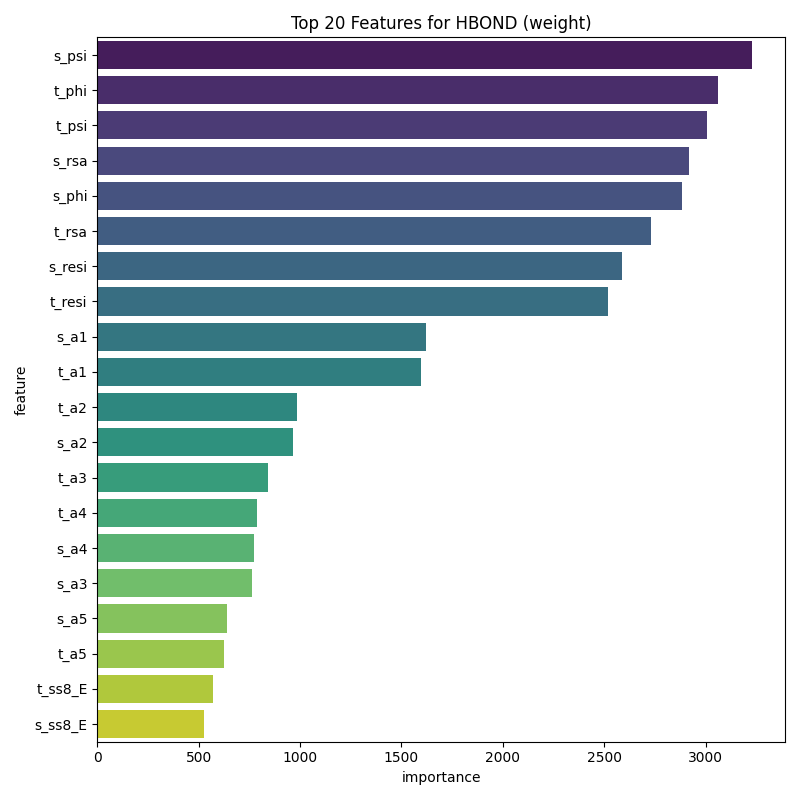 Top 20 Features for HBOND (weight)
s_psi
t_phi
t_psi
s_rsa
s_phi
t_rsa
s_resi
t_resi
s_a1
t_a1
t_a2
s_a2
t_a3
t_a4
s_a4
s_a3
s_a5
t_a5
t_ss8_E
s_ss8_E
feature
0 500 1000 1500 2000 2500 3000
importance